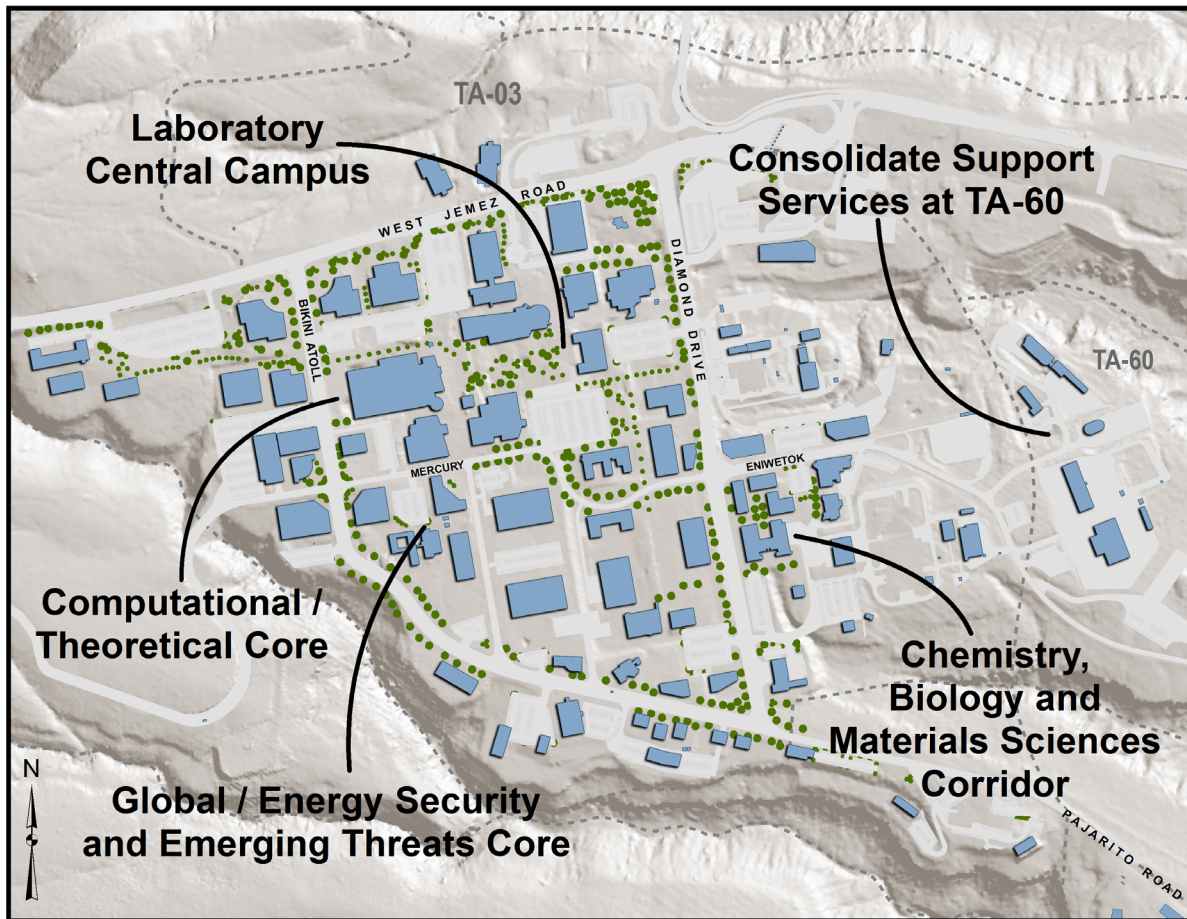 TA-03
Laboratory
Central Campus
Consolidate Support
Services at TA-60
WEST JEMEZ ROAD
DIAMOND DRIVE
BIKINI ATOLL
TA-60
MERCURY
ENIWETOK
Computational /
Theoretical Core
Chemistry,
Biology and
Materials Sciences
Corridor
N
Global / Energy Security
and Emerging Threats Core
PAJARITO ROAD